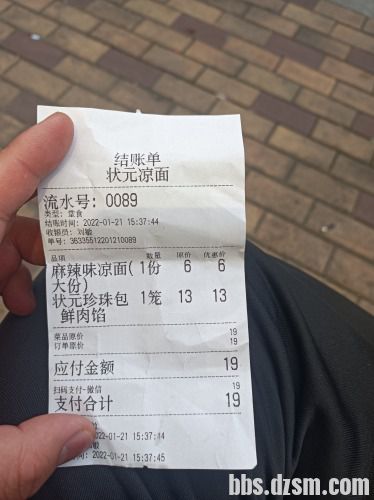 结账单
状元凉面
流水号: 0089
类型: 堂食
结账时间: 2022-01-21 15:37:44
收银员: 刘敏
单号: 36335512201210089
品项 数量 原价 优惠价
麻辣味凉面( 1份 6 6
大份)
状元珍珠包 1笼 13 13
鲜肉馅
菜品原价 19
订单原价 19
应付金额 19
扫码支付-微信 19
支付合计 19
2022-01-21 15:37:44
2022-01-21 15:37:45
bbs.dzsm.com